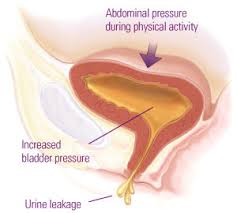 Abdominal pressure
during physical activity
Increased
bladder pressure
Urine leakage